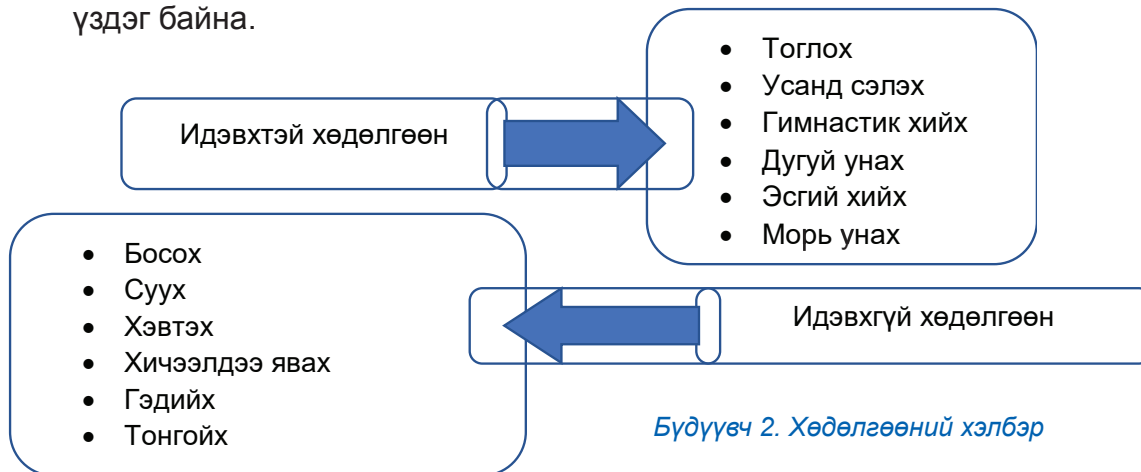 үздэг байна.
Идэвхтэй хөдөлгөөн
• Тоглох
• Усанд сэлэх
• Гимнастик хийх
• Дугуй унах
• Эсгий хийх
• Морь унах
• Босох
• Суух
• Хэвтэх
• Хичээлдээ явах
• Гэдийх
• Тонгойх
Идэвхгүй хөдөлгөөн
Бүдүүвч 2. Хөдөлгөөний хэлбэр